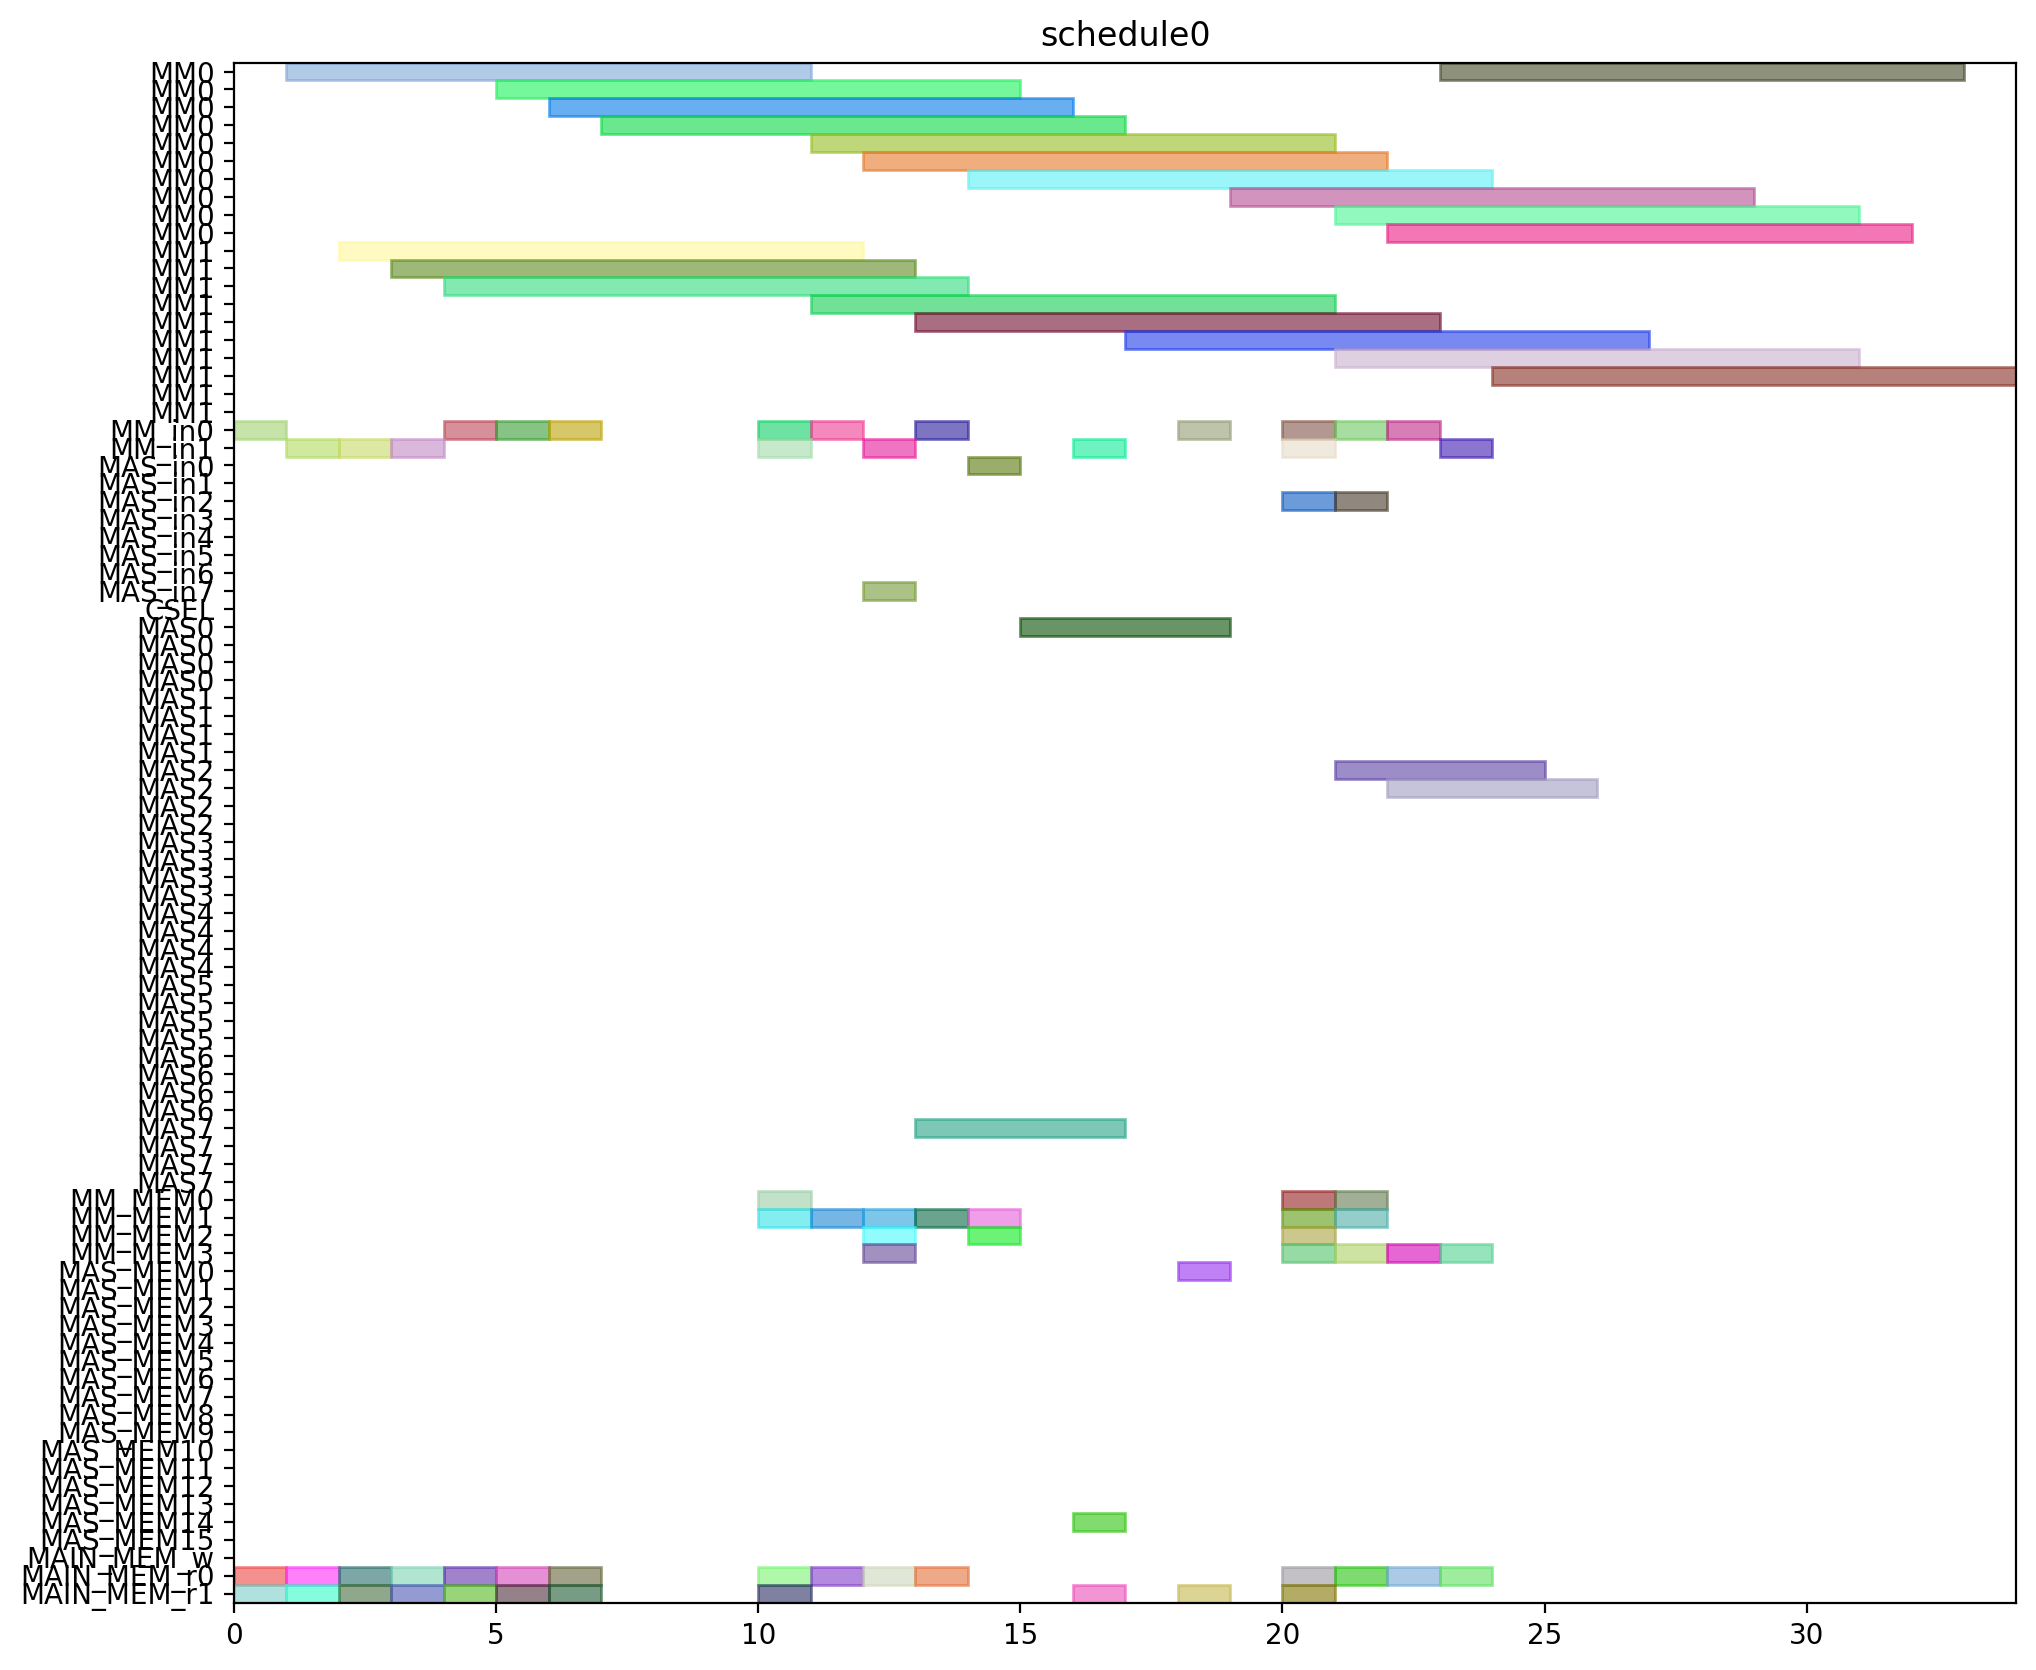 schedule0
MM0
MM0
MM0
MM0
MM0
MM0
MM0
MM0
MM0
MM0
MM1
MM1
MM1
MM1
MM1
MM1
MM1
MM1
MM1
MM1
MM_in0
MM_in1
MAS_in0
MAS_in1
MAS_in2
MAS_in3
MAS_in4
MAS_in5
MAS_in6
MAS_in7
CSEL
MAS0
MAS0
MAS0
MAS0
MAS1
MAS1
MAS1
MAS1
MAS2
MAS2
MAS2
MAS2
MAS3
MAS3
MAS3
MAS3
MAS4
MAS4
MAS4
MAS4
MAS5
MAS5
MAS5
MAS5
MAS6
MAS6
MAS6
MAS6
MAS7
MAS7
MAS7
MAS7
MM_MEM0
MM_MEM1
MM_MEM2
MM_MEM3
MAS_MEM0
MAS_MEM1
MAS_MEM2
MAS_MEM3
MAS_MEM4
MAS_MEM5
MAS_MEM6
MAS_MEM7
MAS_MEM8
MAS_MEM9
MAS_MEM10
MAS_MEM11
MAS_MEM12
MAS_MEM13
MAS_MEM14
MAS_MEM15
MAIN_MEM_w
MAIN_MEM_r0
MAIN_MEM_r1
0 5 10 15 20 25 30